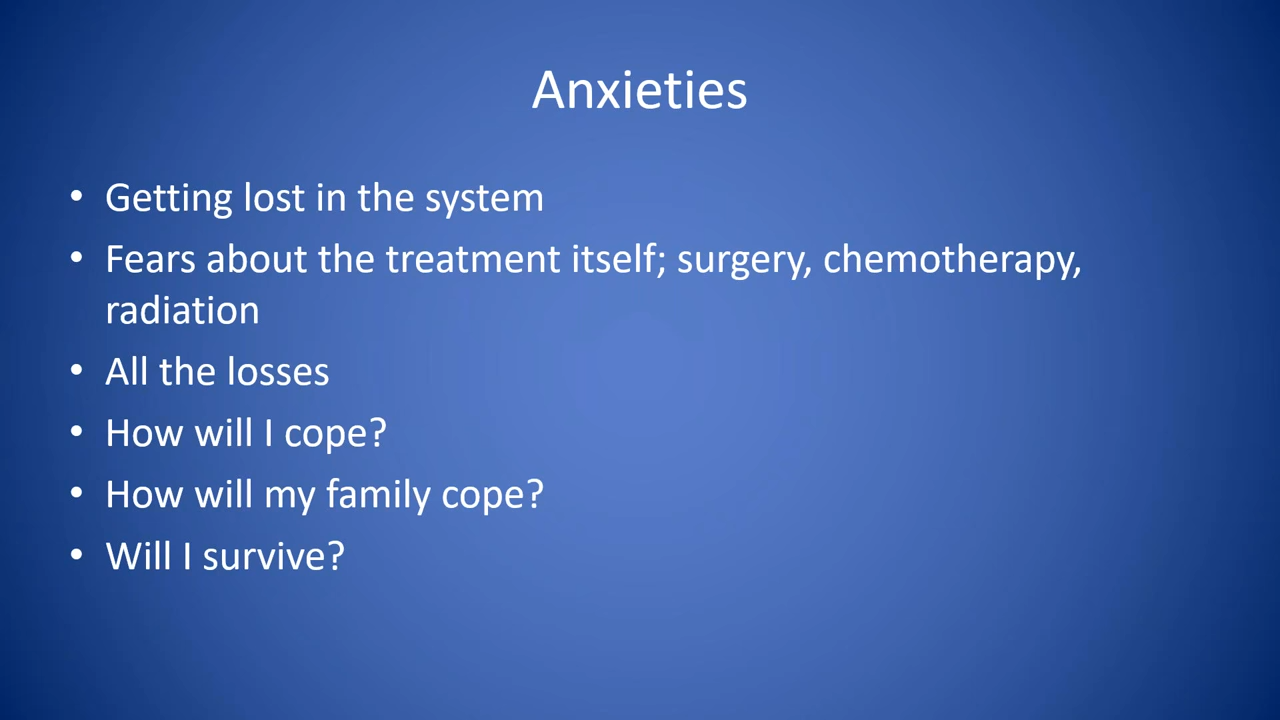 Anxieties
• Getting lost in the system
• Fears about the treatment itself; surgery, chemotherapy,
radiation
• All the losses
• How will I cope?
• How will my family cope?
• Will I survive?